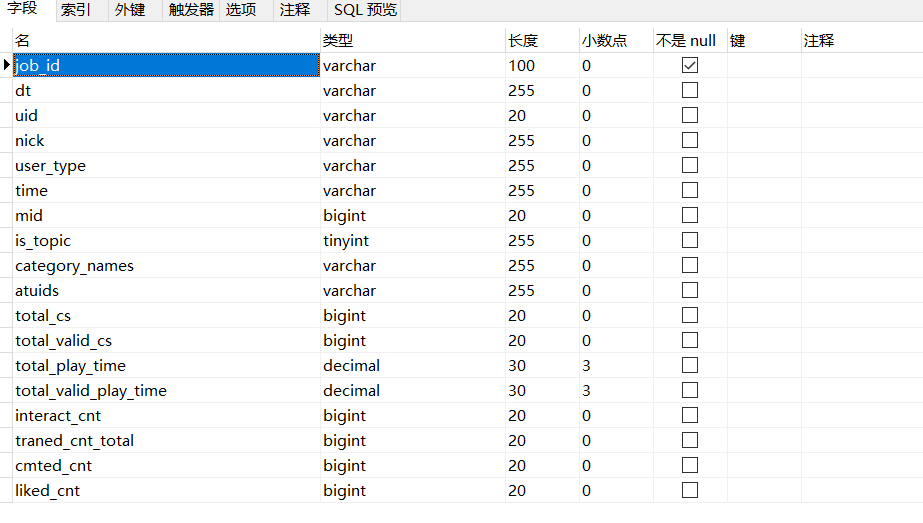 字段 索引 外键 触发器 选项 注释 SQL 预览
名 类型 长度 小数点 不是 null 键 注释
job_id varchar 100 0
dt varchar 255 0
uid varchar 20 0
nick varchar 255 0
user_type varchar 255 0
time varchar 255 0
mid bigint 20 0
is_topic tinyint 255 0
category_names varchar 255 0
atuids varchar 255 0
total_cs bigint 20 0
total_valid_cs bigint 20 0
total_play_time decimal 30 3
total_valid_play_time decimal 30 3
interact_cnt bigint 20 0
traned_cnt_total bigint 20 0
cmted_cnt bigint 20 0
liked_cnt bigint 20 0